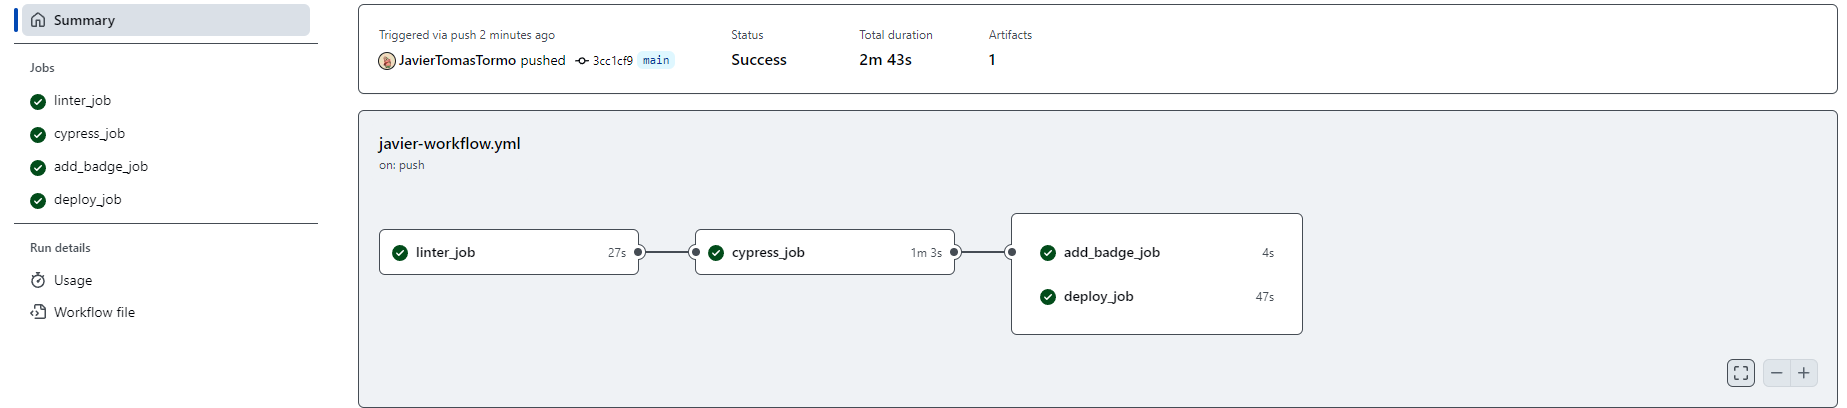 Summary
Jobs
linter_job
cypress_job
add_badge_job
deploy_job
Run details
Usage
Workflow file
Triggered via push 2 minutes ago
JavierTomasTormo pushed 3cc1cf9 main
Status
Success
Total duration
2m 43s
Artifacts
1
javier-workflow.yml
on: push
linter_job 27s
cypress_job 1m 3s
add_badge_job 4s
deploy_job 47s